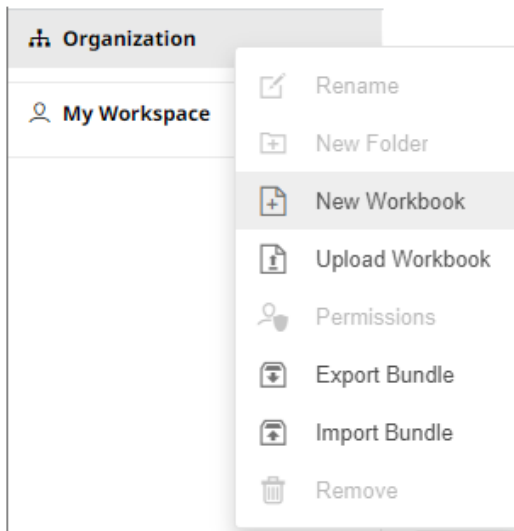 Organization
My Workspace
Rename
New Folder
New Workbook
Upload Workbook
Permissions
Export Bundle
Import Bundle
Remove